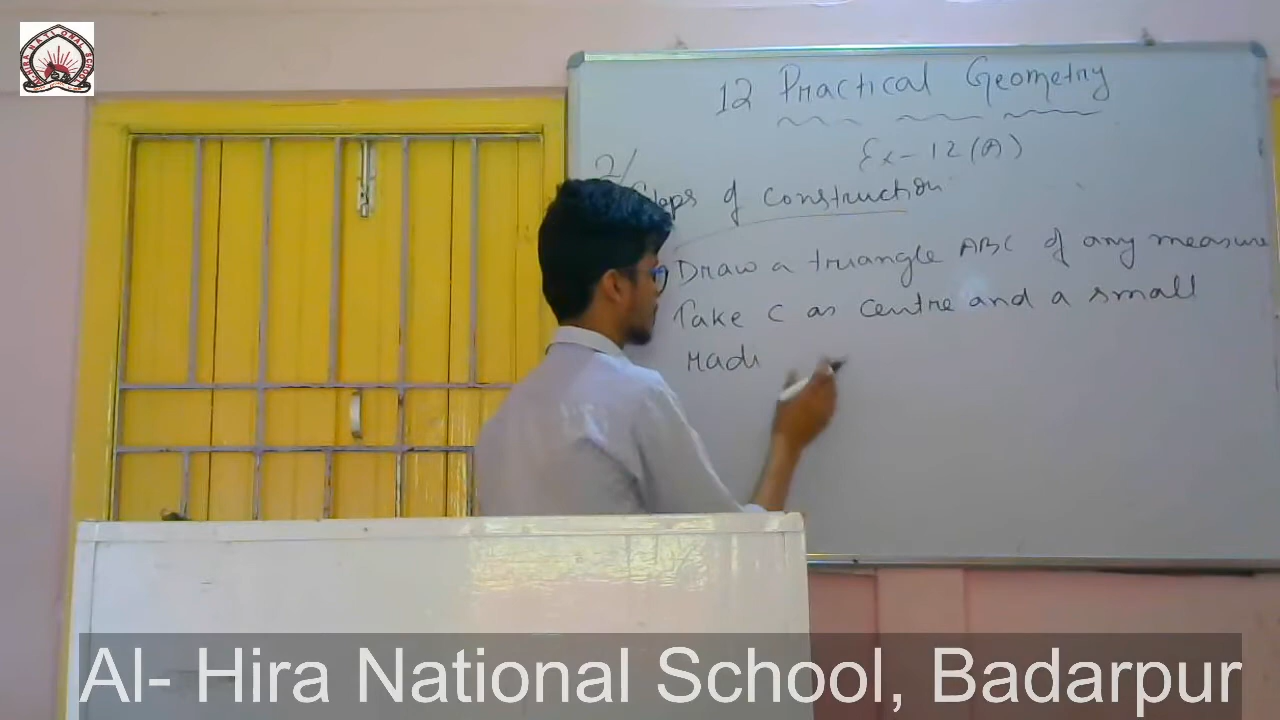 12 Practical Geometry
Ex-12(A)
2/
Steps of construction
Draw a triangle ABC of any measure
Take C as centre and a small
radi
Al- Hira National School, Badarpur